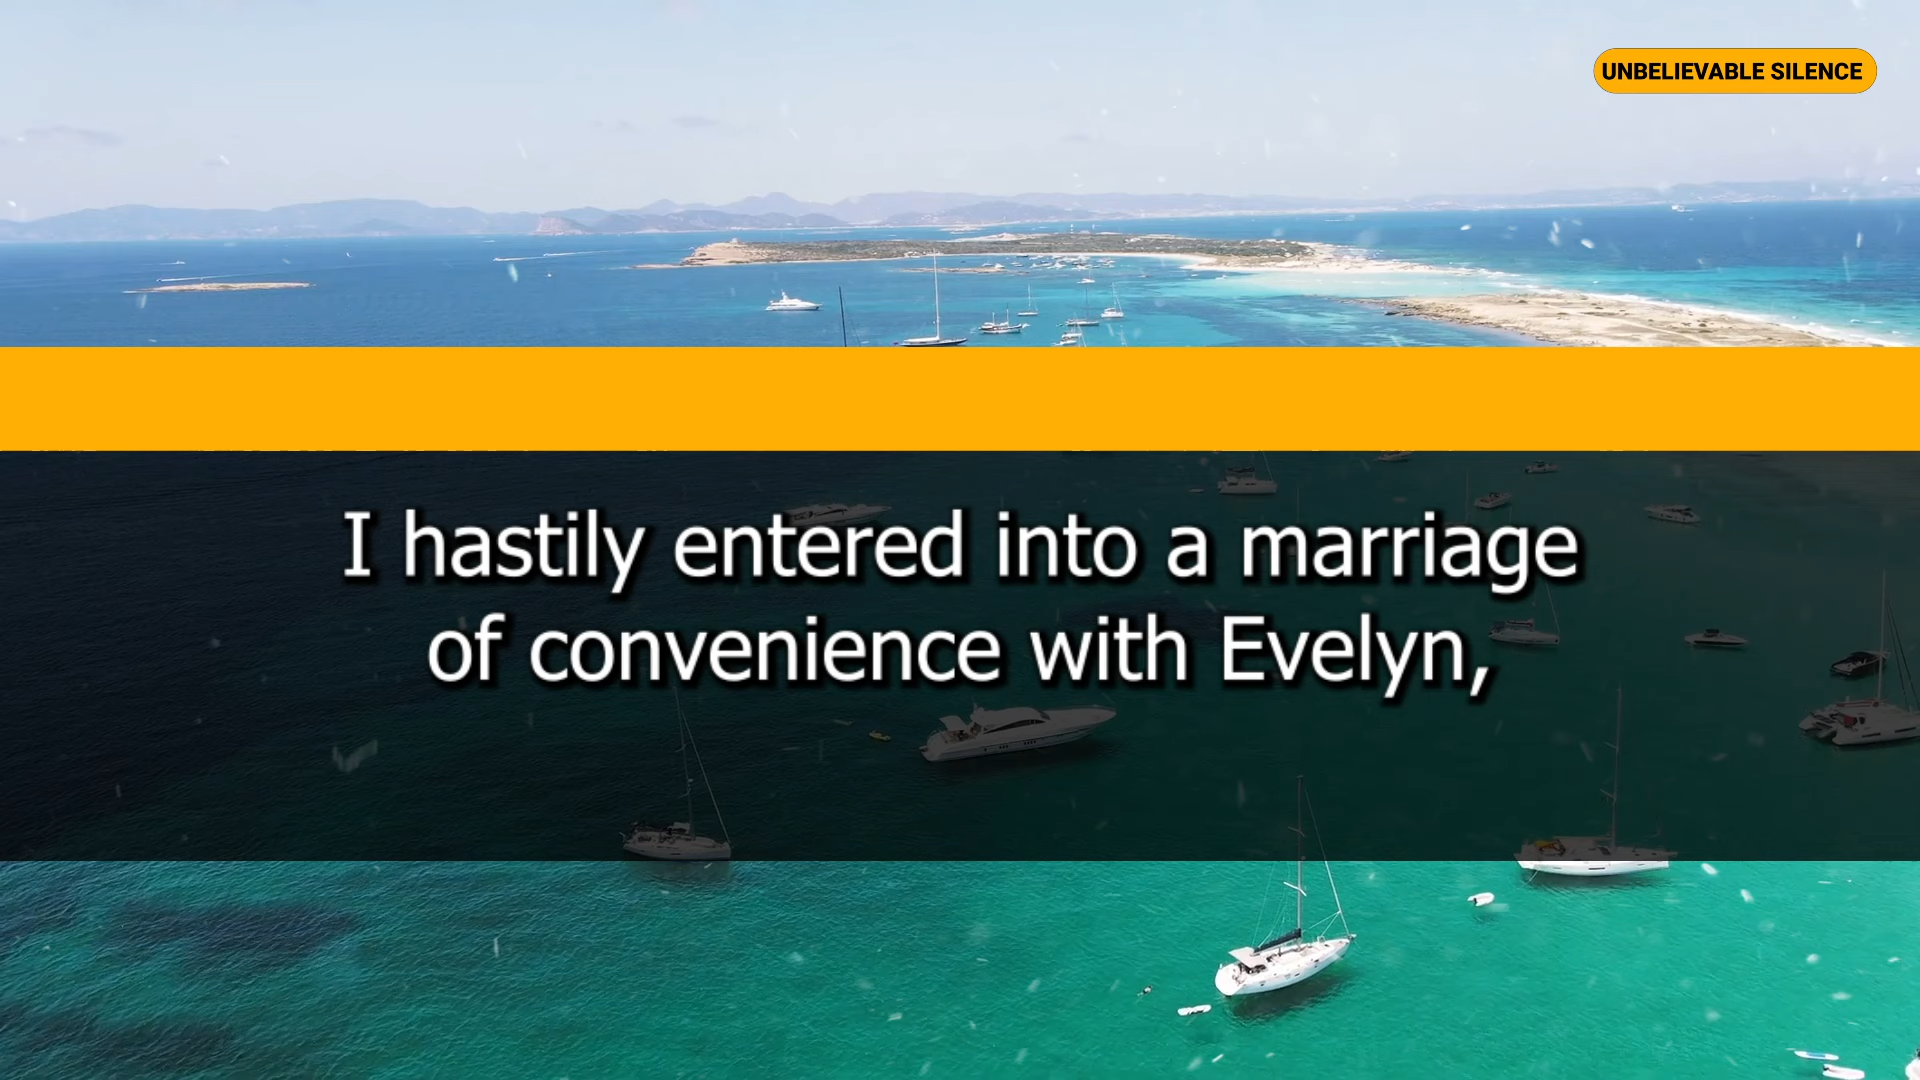 UNBELIEVABLE SILENCE
I hastily entered into a marriage
of convenience with Evelyn,